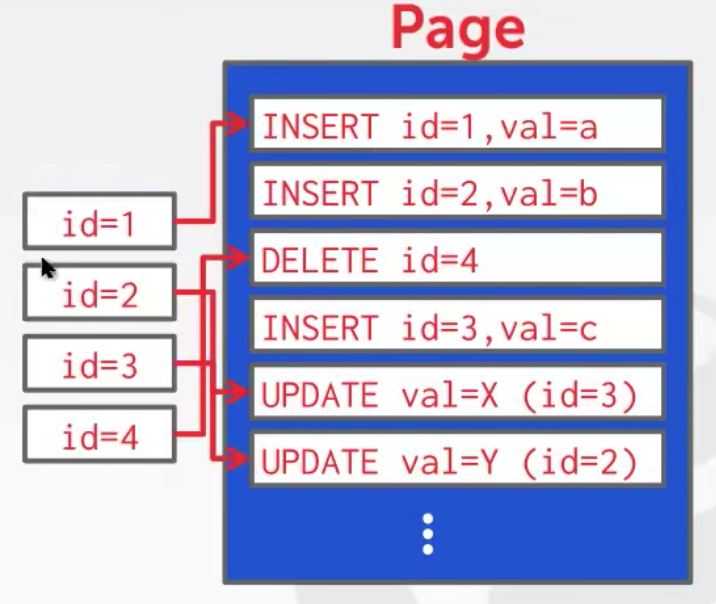 Page
INSERT id=1,val=a
INSERT id=2,val=b
DELETE id=4
INSERT id=3,val=c
UPDATE val=X (id=3)
UPDATE val=Y (id=2)
id=1
id=2
id=3
id=4